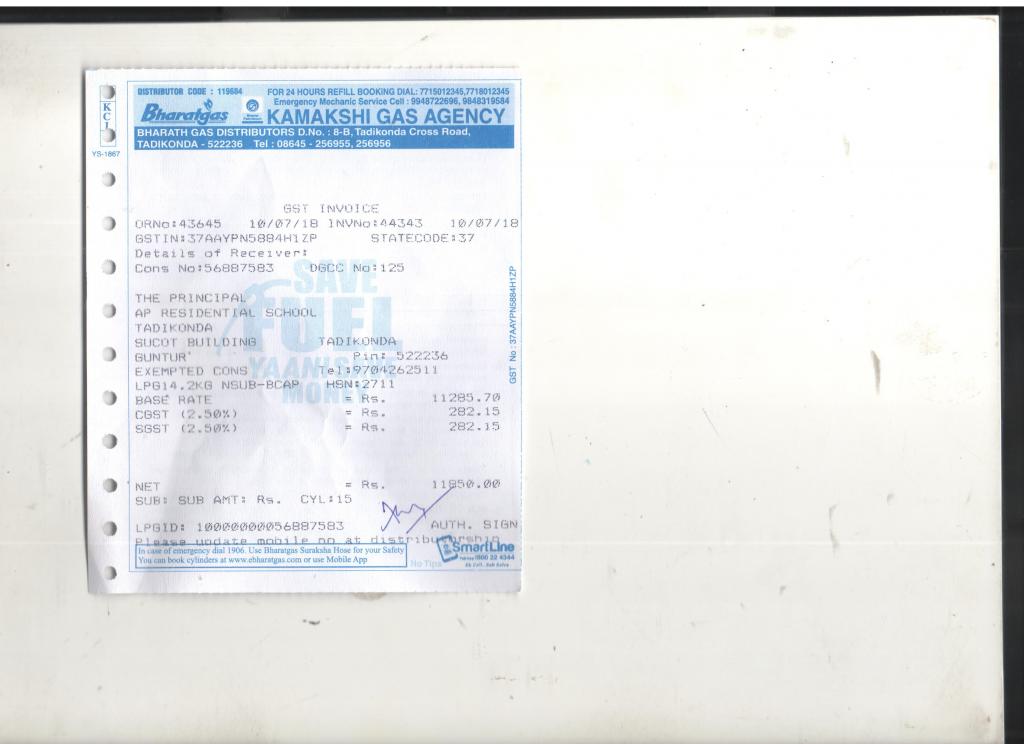 DISTRIBUTOR CODE : 119684
FOR 24 HOURS REFILL BOOKING DIAL: 7715012345,7718012345
Emergency Mechanic Service Cell : 9948722696, 9848319584
Bharatgas
KAMAKSHI GAS AGENCY
BHARATH GAS DISTRIBUTORS D.No. : 8-B, Tadikonda Cross Road,
TADIKONDA - 522236 Tel : 08645 - 256955, 256956
KCI
YS-1867
GST INVOICE
ORNo:43645 10/07/18 INVNo:44343 10/07/18
GSTIN:37AAYPN5884H1ZP STATECODE:37
Details of Receiver:
Cons No:56887583 DGCC No:125
SAVE
FUEL
YAANI SAVE
MONEY
THE PRINCIPAL
AP RESIDENTIAL SCHOOL
TADIKONDA
SUCOT BUILDING TADIKONDA
GUNTUR' Pin: 522236
EXEMPTED CONS Tel:9704262511
LPG14.2KG NSUB-BCAP HSN:2711
BASE RATE = Rs. 11285.70
CGST (2.50%) = Rs. 282.15
SGST (2.50%) = Rs. 282.15
NET = Rs. 11850.00
SUB: SUB AMT: Rs. CYL:15
LPGID: 10000000056887583 AUTH. SIGN
Please update mobile no at distributorship
In case of emergency dial 1906. Use Bharatgas Suraksha Hose for your Safety
You can book cylinders at www.ebharatgas.com or use Mobile App
No Tips
SmartLine
1800 22 4344
GST No : 37AAYPN5884H1ZP